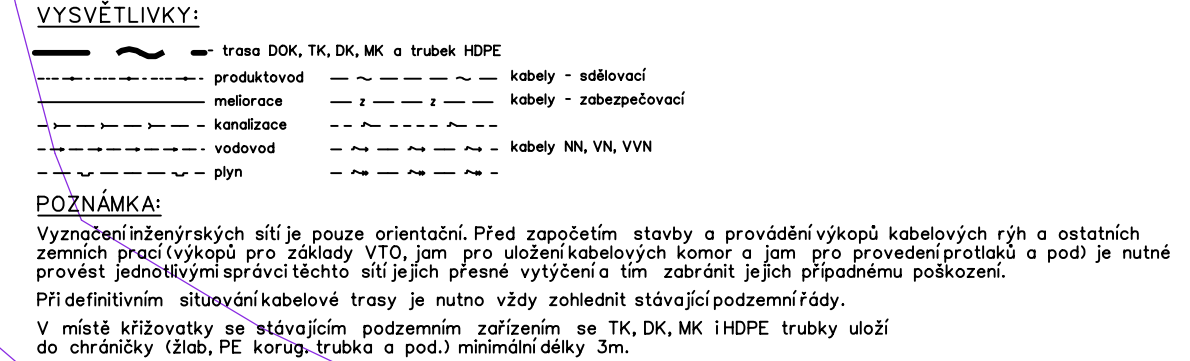 VYSVĚTLIVKY:
trasa DOK, TK, DK, MK a trubek HDPE
produktovod
kabely - sdělovací
meliorace
z z
kabely - zabezpečovací
kanalizace
vodovod
kabely NN, VN, VVN
plyn
POZNÁMKA:
Vyznačení inženýrských sítí je pouze orientační. Před započetím stavby a provádění výkopů kabelových rýh a ostatních
zemních prací (výkopů pro základy VTO, jam pro uložení kabelových komor a jam pro provedení protlaků a pod) je nutné
provést jednotlivými správci těchto sítí jejich přesné vytýčení a tím zabránit jejich případnému poškození.
Při definitivním situování kabelové trasy je nutno vždy zohlednit stávající podzemní řády.
V místě křižovatky se stávajícím podzemním zařízením se TK, DK, MK i HDPE trubky uloží
do chráničky (žlab, PE korug. trubka a pod.) minimální délky 3m.